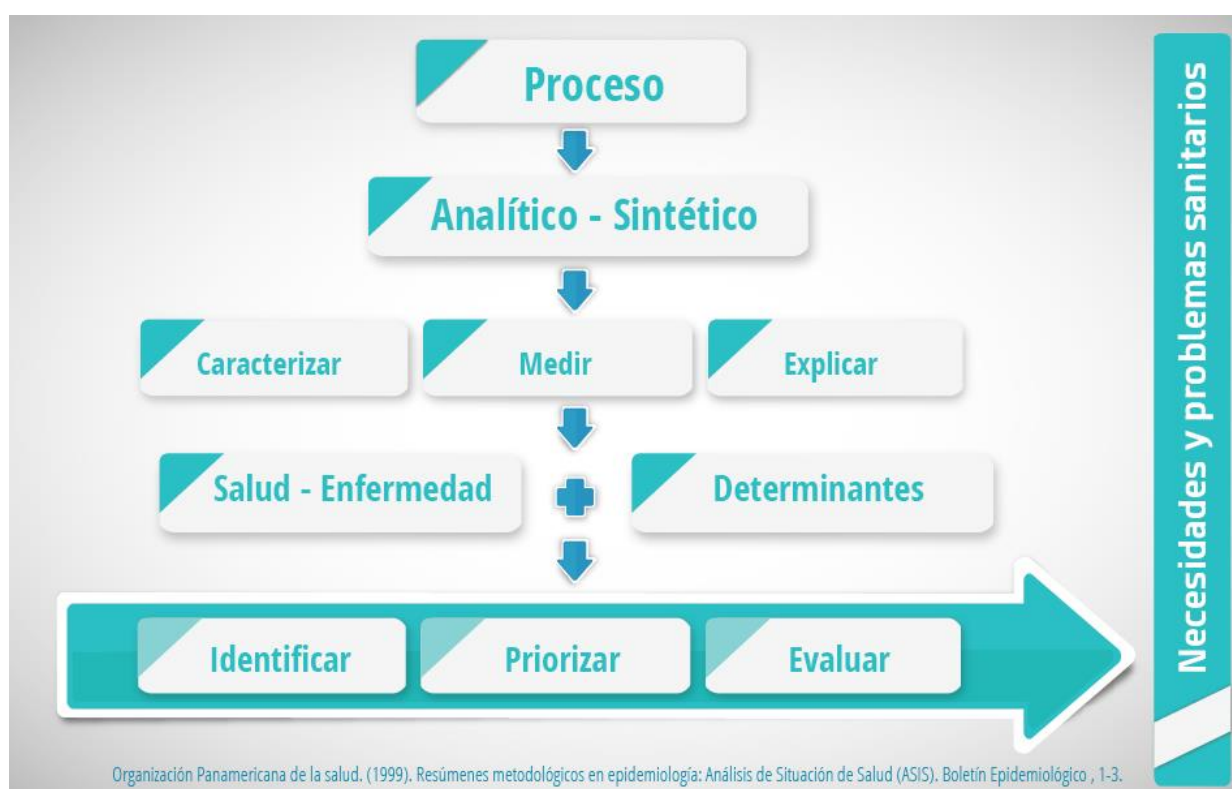 Proceso
Analítico - Sintético
Caracterizar
Medir
Explicar
Salud - Enfermedad
Determinantes
Identificar
Priorizar
Evaluar
Necesidades y problemas sanitarios
Organización Panamericana de la salud. (1999). Resúmenes metodológicos en epidemiología: Análisis de Situación de Salud (ASIS). Boletín Epidemiológico , 1-3.